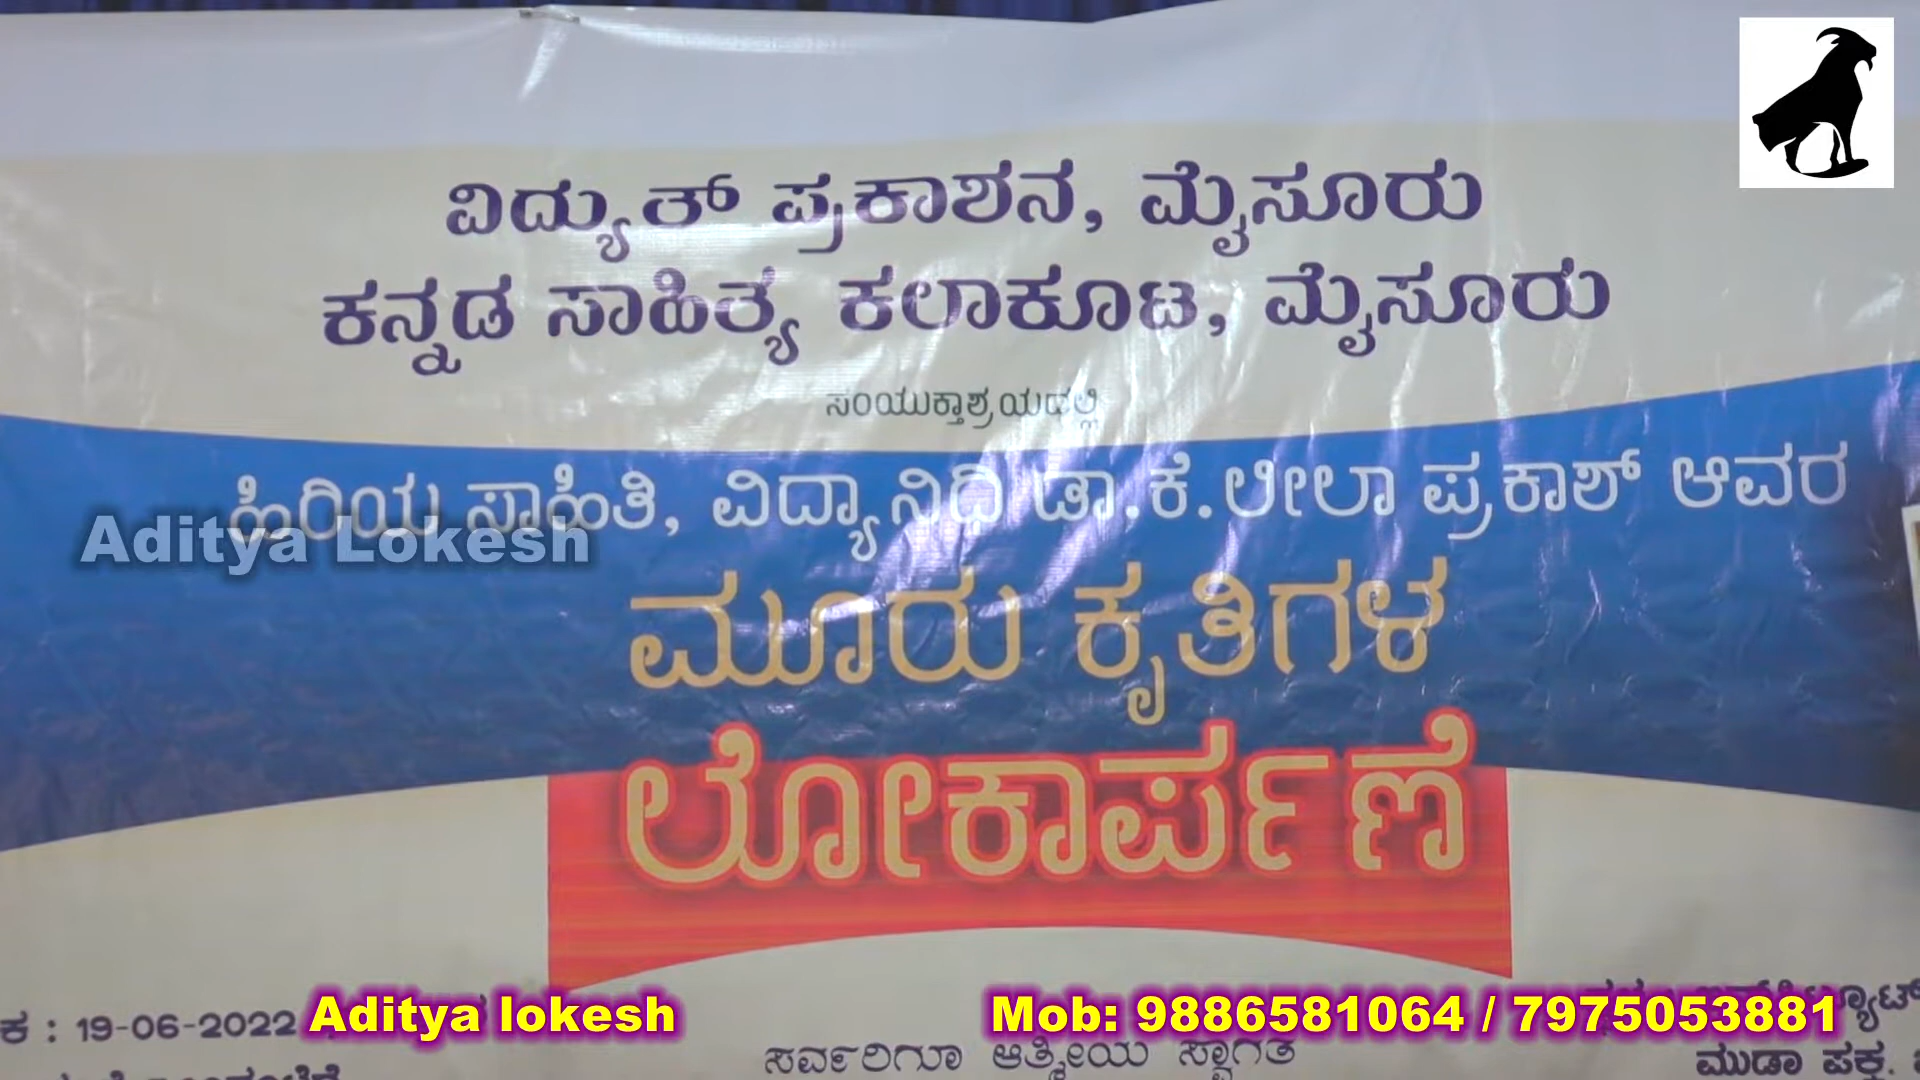 ವಿದ್ಯುತ್ ಪ್ರಕಾಶನ, ಮೈಸೂರು
ಕನ್ನಡ ಸಾಹಿತ್ಯ ಕಲಾಕೂಟ, ಮೈಸೂರು
ಸಂಯುಕ್ತಾಶ್ರಯದಲ್ಲಿ
ಹಿರಿಯ ಸಾಹಿತಿ, ವಿದ್ಯಾನಿಧಿ ಡಾ.ಕೆ.ಲೀಲಾ ಪ್ರಕಾಶ್ ಆವರ
Aditya Lokesh
ಮೂರು ಕೃತಿಗಳ
ಲೋಕಾರ್ಪಣೆ
ಕ : 19-06-2022
Aditya lokesh Mob: 9886581064 / 7975053881
ಸರ್ವರಿಗೂ ಆತ್ಮೀಯ ಸ್ವಾಗತ
ಮುಡಾ ಪಕ್ಕ.